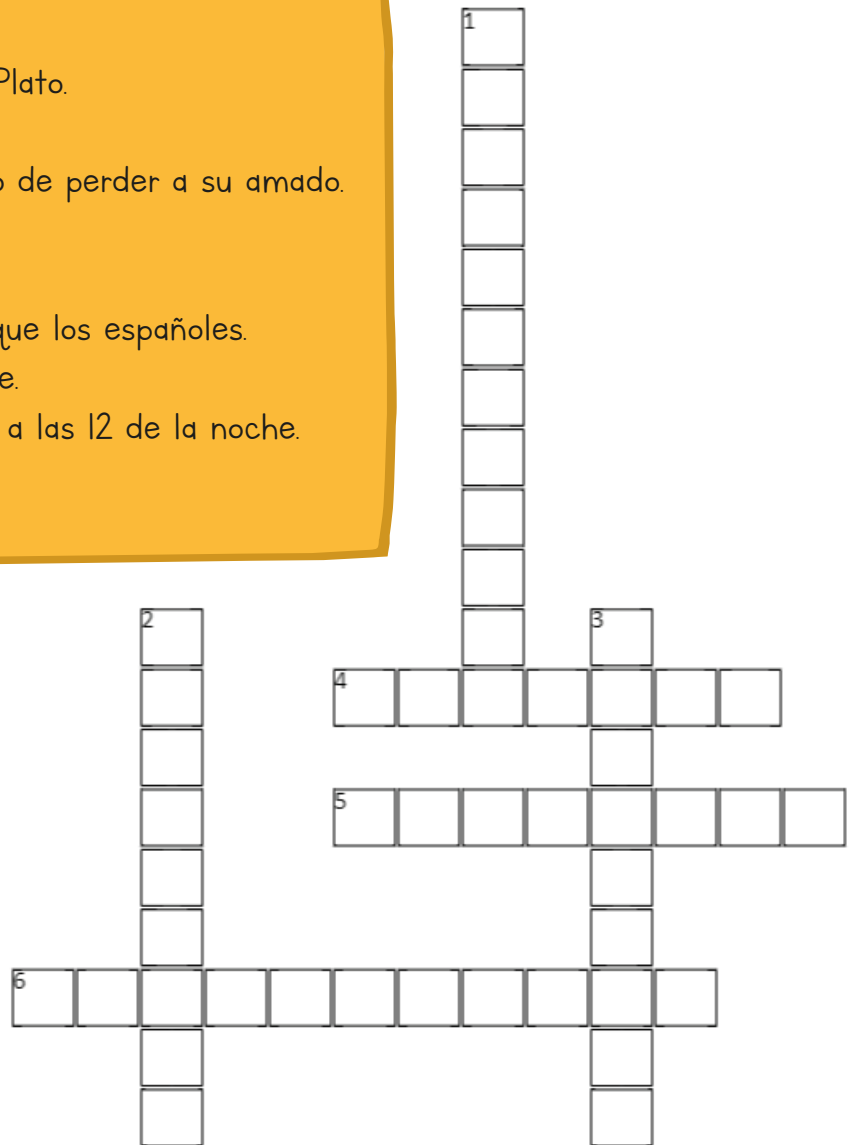 Plato.
de perder a su amado.
que los españoles.
e.
a las 12 de la noche.
1
2
3
4
5
6